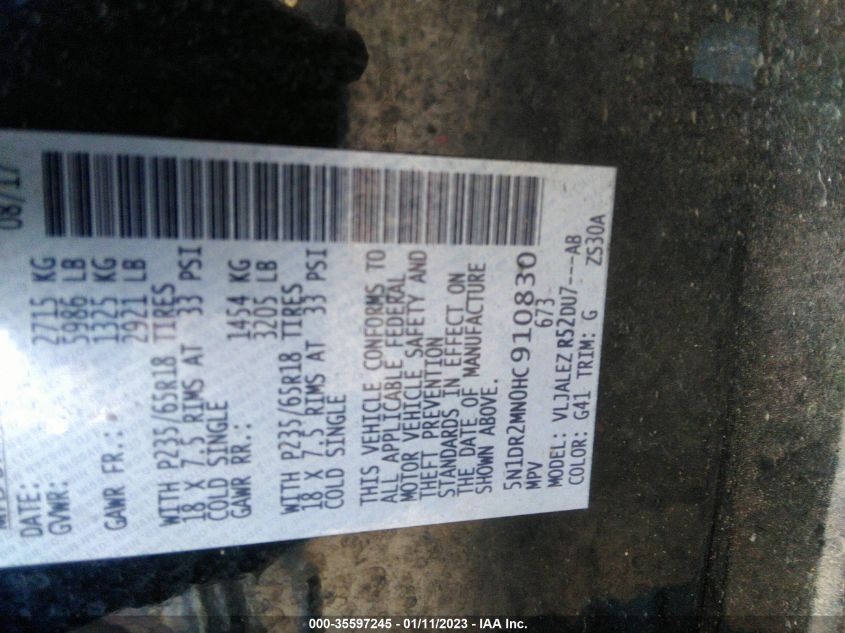 DATE: 08/17
GVWR: 2715 KG
5986 LB
GAWR FR.: 1325 KG
2921 LB
WITH P235/65R18 TIRES
18 X 7.5 RIMS AT 33 PSI
COLD SINGLE
GAWR RR.: 1454 KG
3205 LB
WITH P235/65R18 TIRES
18 X 7.5 RIMS AT 33 PSI
COLD SINGLE
THIS VEHICLE CONFORMS TO
ALL APPLICABLE FEDERAL
MOTOR VEHICLE SAFETY AND
THEFT PREVENTION
STANDARDS IN EFFECT ON
THE DATE OF MANUFACTURE
SHOWN ABOVE.
5N1DR2MN0HC910830
MPV 673
MODEL: VLJALEZ R52DU7---AB
COLOR: G41 TRIM: G ZS30A
000-35597245 - 01/11/2023 - IAA Inc.